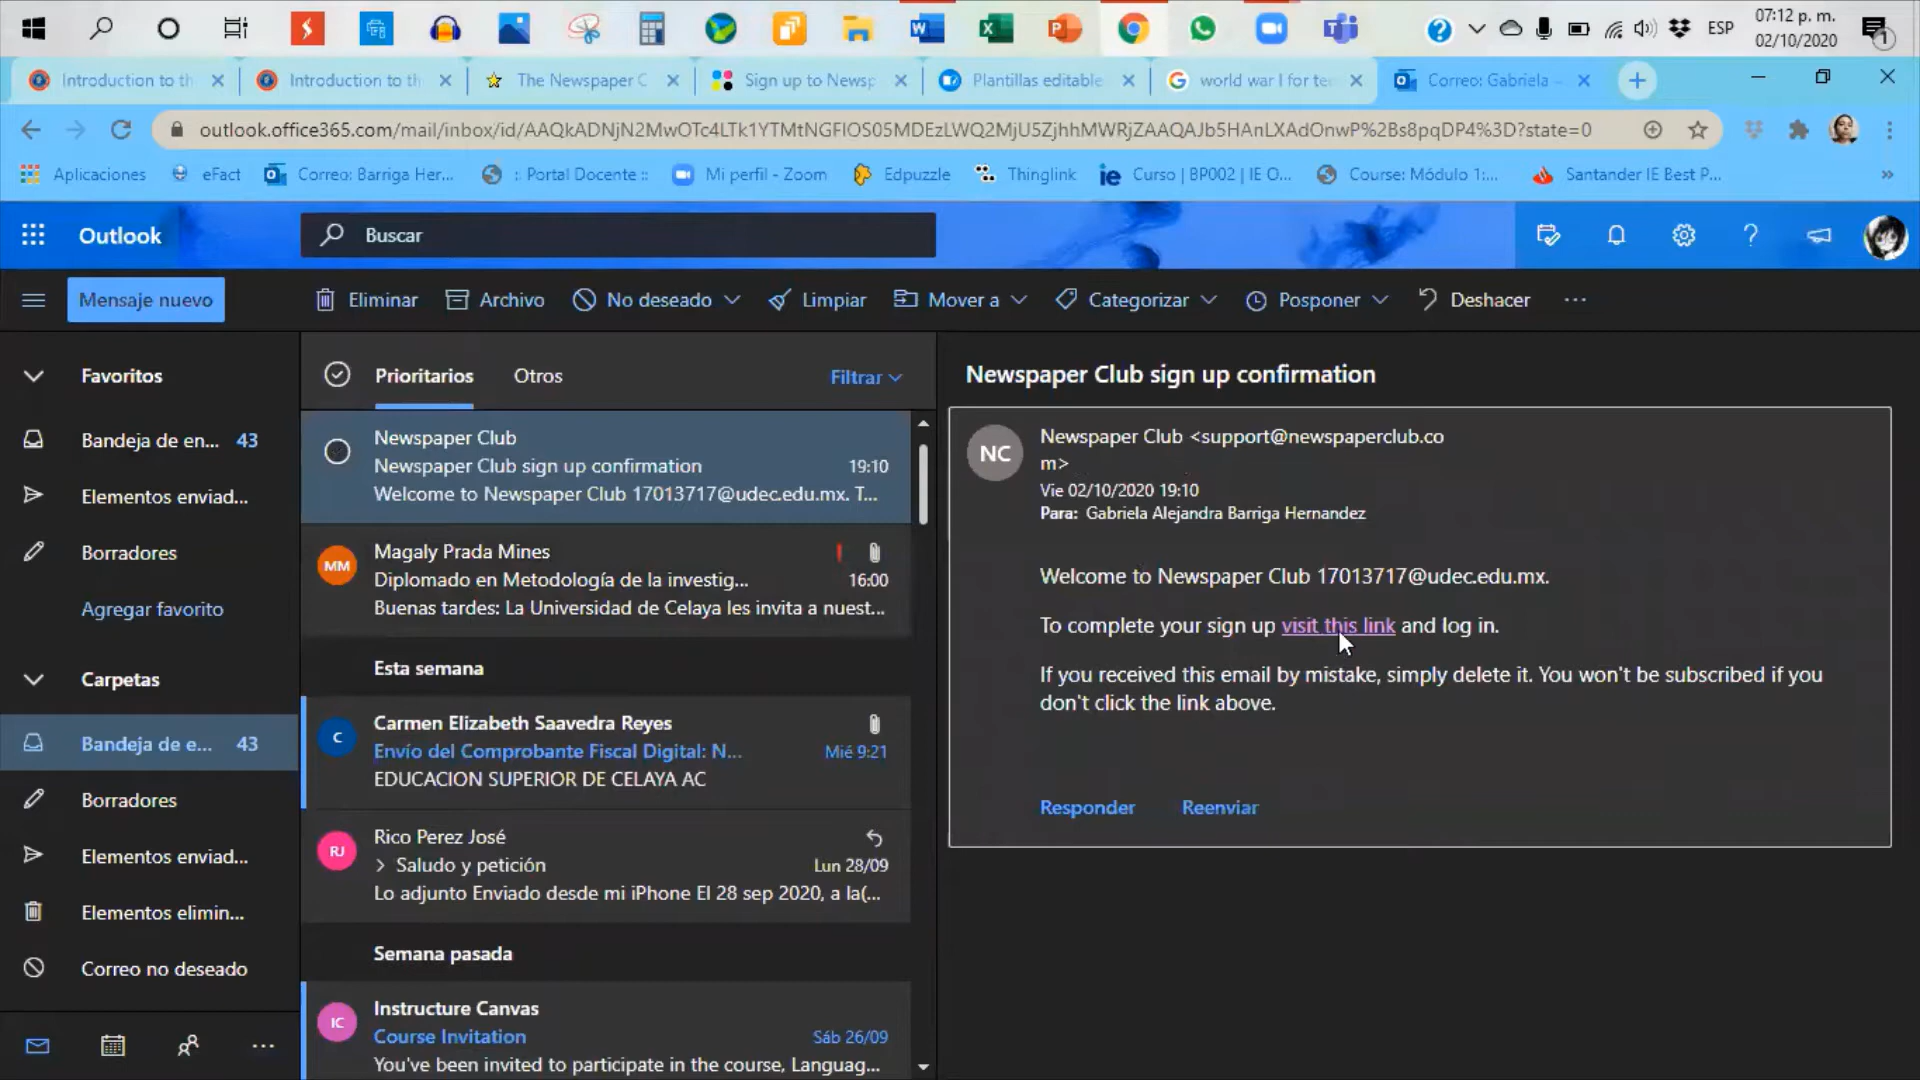 ESP
07:12 p. m.
02/10/2020
1
Introduction to th
Introduction to th
The Newspaper C
Sign up to Newsp
Plantillas editable
world war I for te
Correo: Gabriela –
outlook.office365.com/mail/inbox/id/AAQkADNjN2MwOTc4LTk1YTMtNGFlOS05MDEzLWQ2MjU5ZjhhMWRjZAAQAJb5HAnLXAdOnwP%2Bs8pqDP4%3D?state=0
Aplicaciones
eFact
Correo: Barriga Her...
:: Portal Docente ::
Mi perfil - Zoom
Edpuzzle
Thinglink
ie
Curso | BP002 | IE O...
Course: Módulo 1:...
Santander IE Best P...
»
Outlook
Buscar
Mensaje nuevo
Eliminar
Archivo
No deseado
Limpiar
Mover a
Categorizar
Posponer
Deshacer
Favoritos
Bandeja de en... 43
Elementos enviad...
Borradores
Agregar favorito
Carpetas
Bandeja de e... 43
Borradores
Elementos enviad...
Elementos elimin...
Correo no deseado
Prioritarios
Otros
Filtrar
Newspaper Club
Newspaper Club sign up confirmation 19:10
Welcome to Newspaper Club 17013717@udec.edu.mx. T...
MM
Magaly Prada Mines
Diplomado en Metodología de la investig... 16:00
Buenas tardes: La Universidad de Celaya les invita a nuest...
Esta semana
C
Carmen Elizabeth Saavedra Reyes
Envío del Comprobante Fiscal Digital: N... Mié 9:21
EDUCACION SUPERIOR DE CELAYA AC
RJ
Rico Perez José
> Saludo y petición Lun 28/09
Lo adjunto Enviado desde mi iPhone El 28 sep 2020, a la(...
Semana pasada
IC
Instructure Canvas
Course Invitation Sáb 26/09
You've been invited to participate in the course, Languag...
Newspaper Club sign up confirmation
NC
Newspaper Club <support@newspaperclub.co
m>
Vie 02/10/2020 19:10
Para: Gabriela Alejandra Barriga Hernandez
Welcome to Newspaper Club 17013717@udec.edu.mx.
To complete your sign up visit this link and log in.
If you received this email by mistake, simply delete it. You won't be subscribed if you
don't click the link above.
Responder
Reenviar